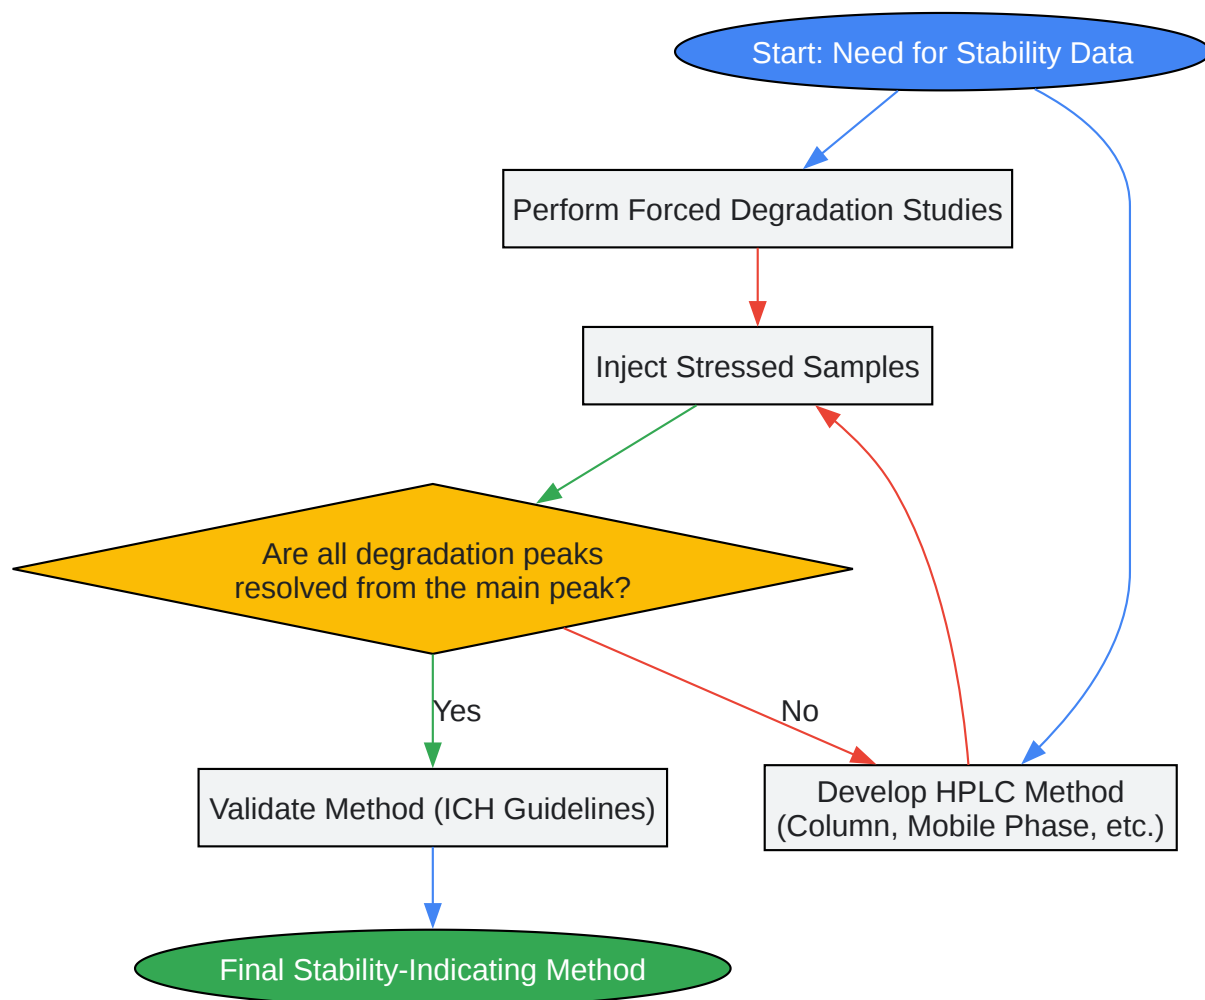 Start: Need for Stability Data
Perform Forced Degradation Studies
Inject Stressed Samples
Are all degradation peaks
resolved from the main peak?
Yes
No
Validate Method (ICH Guidelines)
Develop HPLC Method
(Column, Mobile Phase, etc.)
Final Stability-Indicating Method